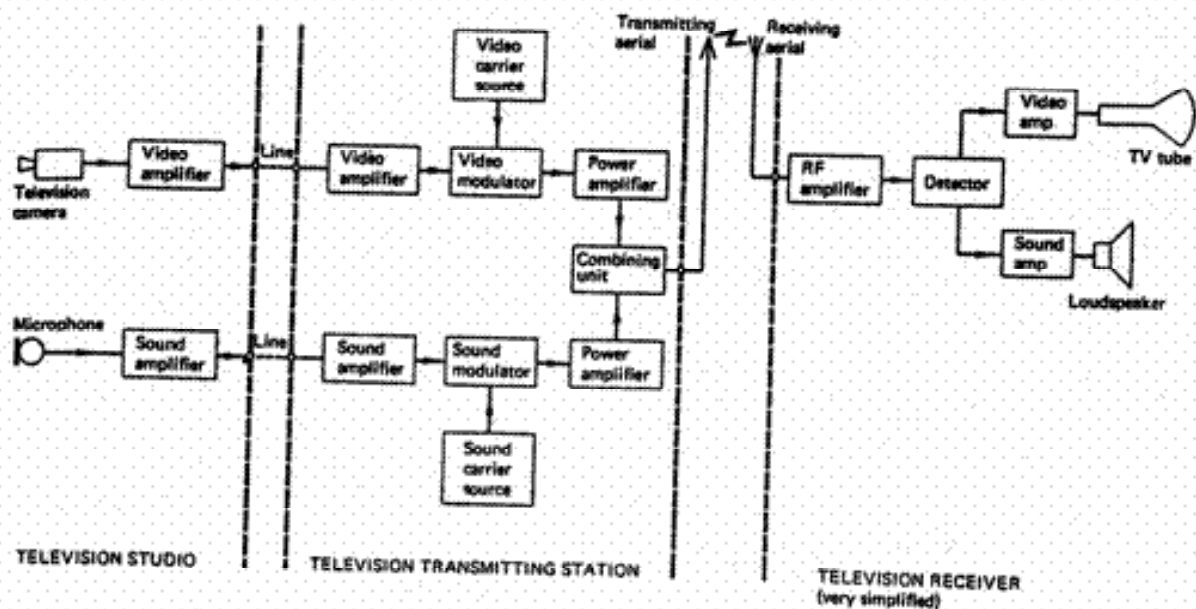 Transmitting
aerial
Receiving
aerial
Video
carrier
source
Video
amp.
TV tube
Television
camera
Video
amplifier
Line
Video
amplifier
Video
modulator
Power
amplifier
RF
amplifier
Detector
Combining
unit
Sound
amp
Loudspeaker
Microphone
Sound
amplifier
Line
Sound
amplifier
Sound
modulator
Power
amplifier
Sound
carrier
source
TELEVISION STUDIO
TELEVISION TRANSMITTING STATION
TELEVISION RECEIVER
(very simplified)